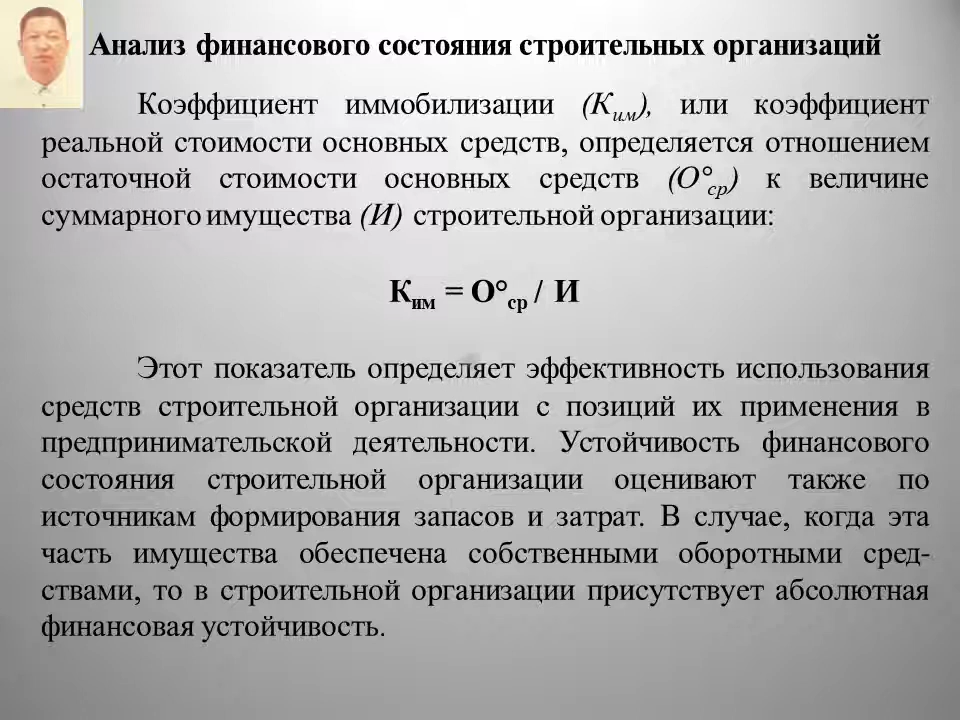 Анализ финансового состояния строительных организаций
Коэффициент иммобилизации (Kим), или коэффициент
реальной стоимости основных средств, определяется отношением
остаточной стоимости основных средств (О°ср) к величине
суммарного имущества (И) строительной организации:
Ким = О°ср / И
Этот показатель определяет эффективность использования
средств строительной организации с позиций их применения в
предпринимательской деятельности. Устойчивость финансового
состояния строительной организации оценивают также по
источникам формирования запасов и затрат. В случае, когда эта
часть имущества обеспечена собственными оборотными сред-
ствами, то в строительной организации присутствует абсолютная
финансовая устойчивость.